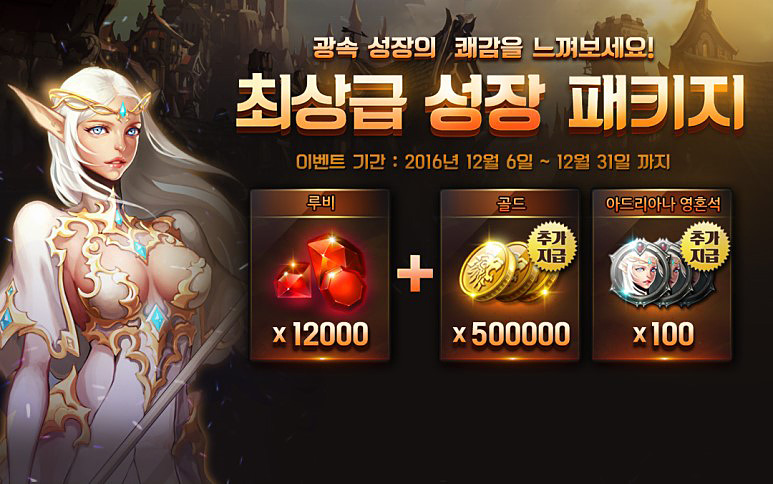 광속 성장의 쾌감을 느껴보세요!
최상급 성장 패키지
이벤트 기간 : 2016년 12월 6일 ~ 12월 31일 까지
루비
x 12000
+
골드
추가
지급
x 500000
아드리아나 영혼석
추가
지급
x 100